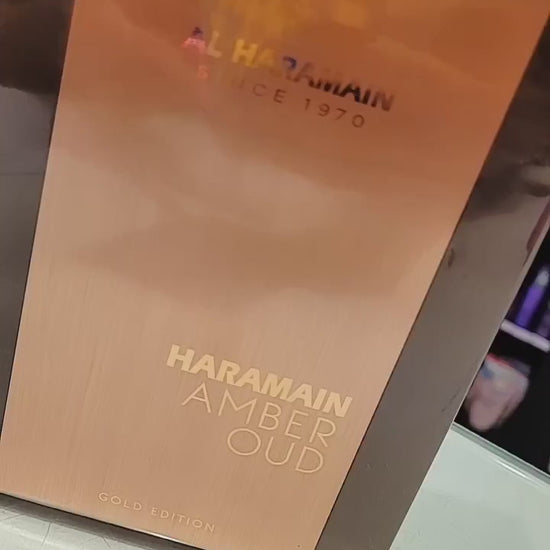 AL HARAMAIN
SINCE 1970
HARAMAIN
AMBER
OUD
GOLD EDITION